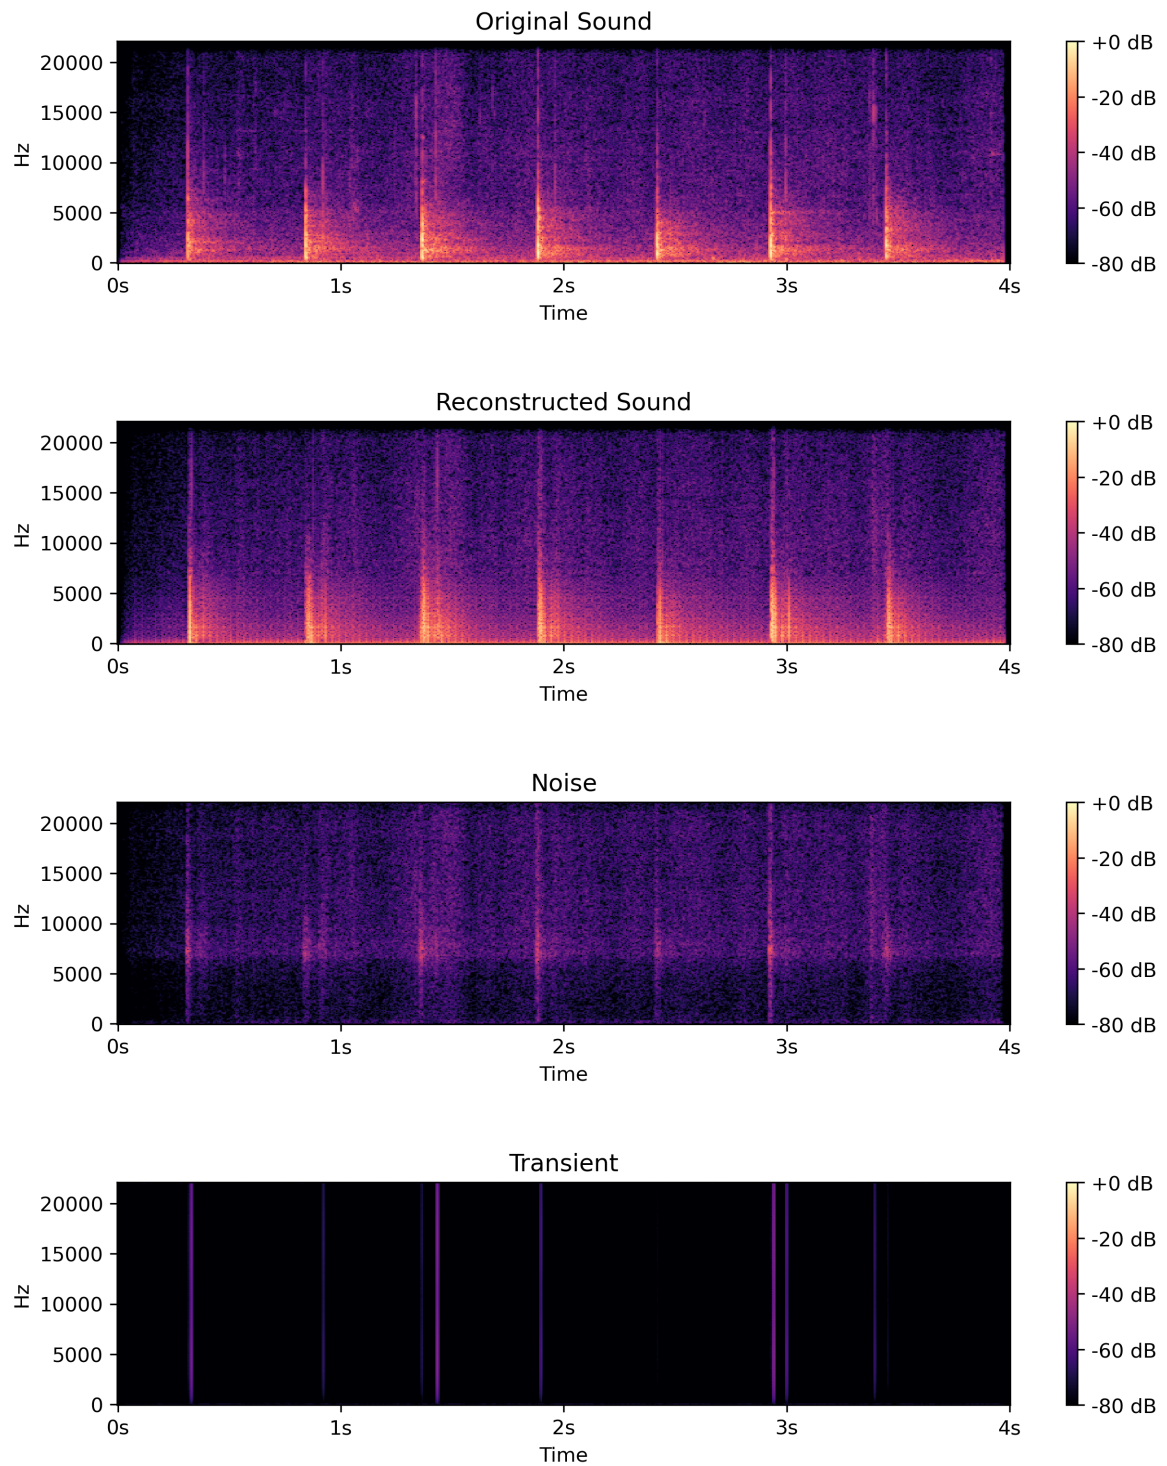 Original Sound
20000
15000
10000
5000
0
Hz
0s 1s 2s 3s 4s
Time
+0 dB
-20 dB
-40 dB
-60 dB
-80 dB
Reconstructed Sound
20000
15000
10000
5000
0
Hz
0s 1s 2s 3s 4s
Time
+0 dB
-20 dB
-40 dB
-60 dB
-80 dB
Noise
20000
15000
10000
5000
0
Hz
0s 1s 2s 3s 4s
Time
+0 dB
-20 dB
-40 dB
-60 dB
-80 dB
Transient
20000
15000
10000
5000
0
Hz
0s 1s 2s 3s 4s
Time
+0 dB
-20 dB
-40 dB
-60 dB
-80 dB